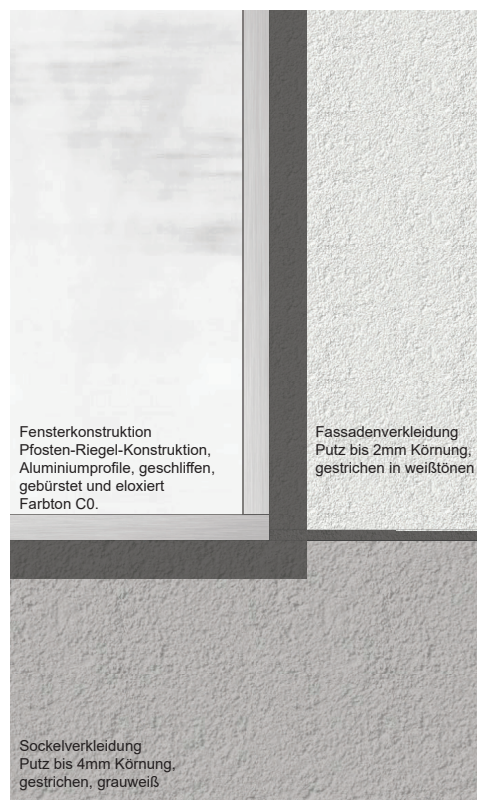 Fensterkonstruktion
Pfosten-Riegel-Konstruktion,
Aluminiumprofile, geschliffen,
gebürstet und eloxiert
Farbton C0.
Fassadenverkleidung
Putz bis 2mm Körnung,
gestrichen in weißtönen
Sockelverkleidung
Putz bis 4mm Körnung,
gestrichen, grauweiß